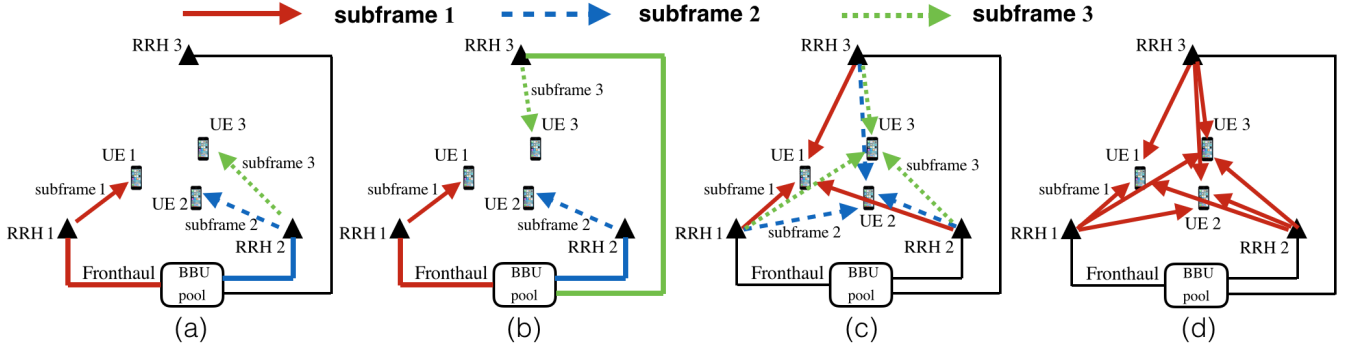 subframe 1 subframe 2 subframe 3
RRH 3
UE 3
UE 1
subframe 1
subframe 3
UE 2
subframe 2
RRH 1
RRH 2
Fronthaul
BBU
pool
(a)
RRH 3
subframe 3
UE 3
UE 1
subframe 1
UE 2
subframe 2
RRH 1
RRH 2
Fronthaul
BBU
pool
(b)
RRH 3
UE 3
UE 1
subframe 3
subframe 1
UE 2
subframe 2
RRH 1
RRH 2
Fronthaul
BBU
pool
(c)
RRH 3
UE 3
UE 1
subframe 1
UE 2
RRH 1
RRH 2
Fronthaul
BBU
pool
(d)